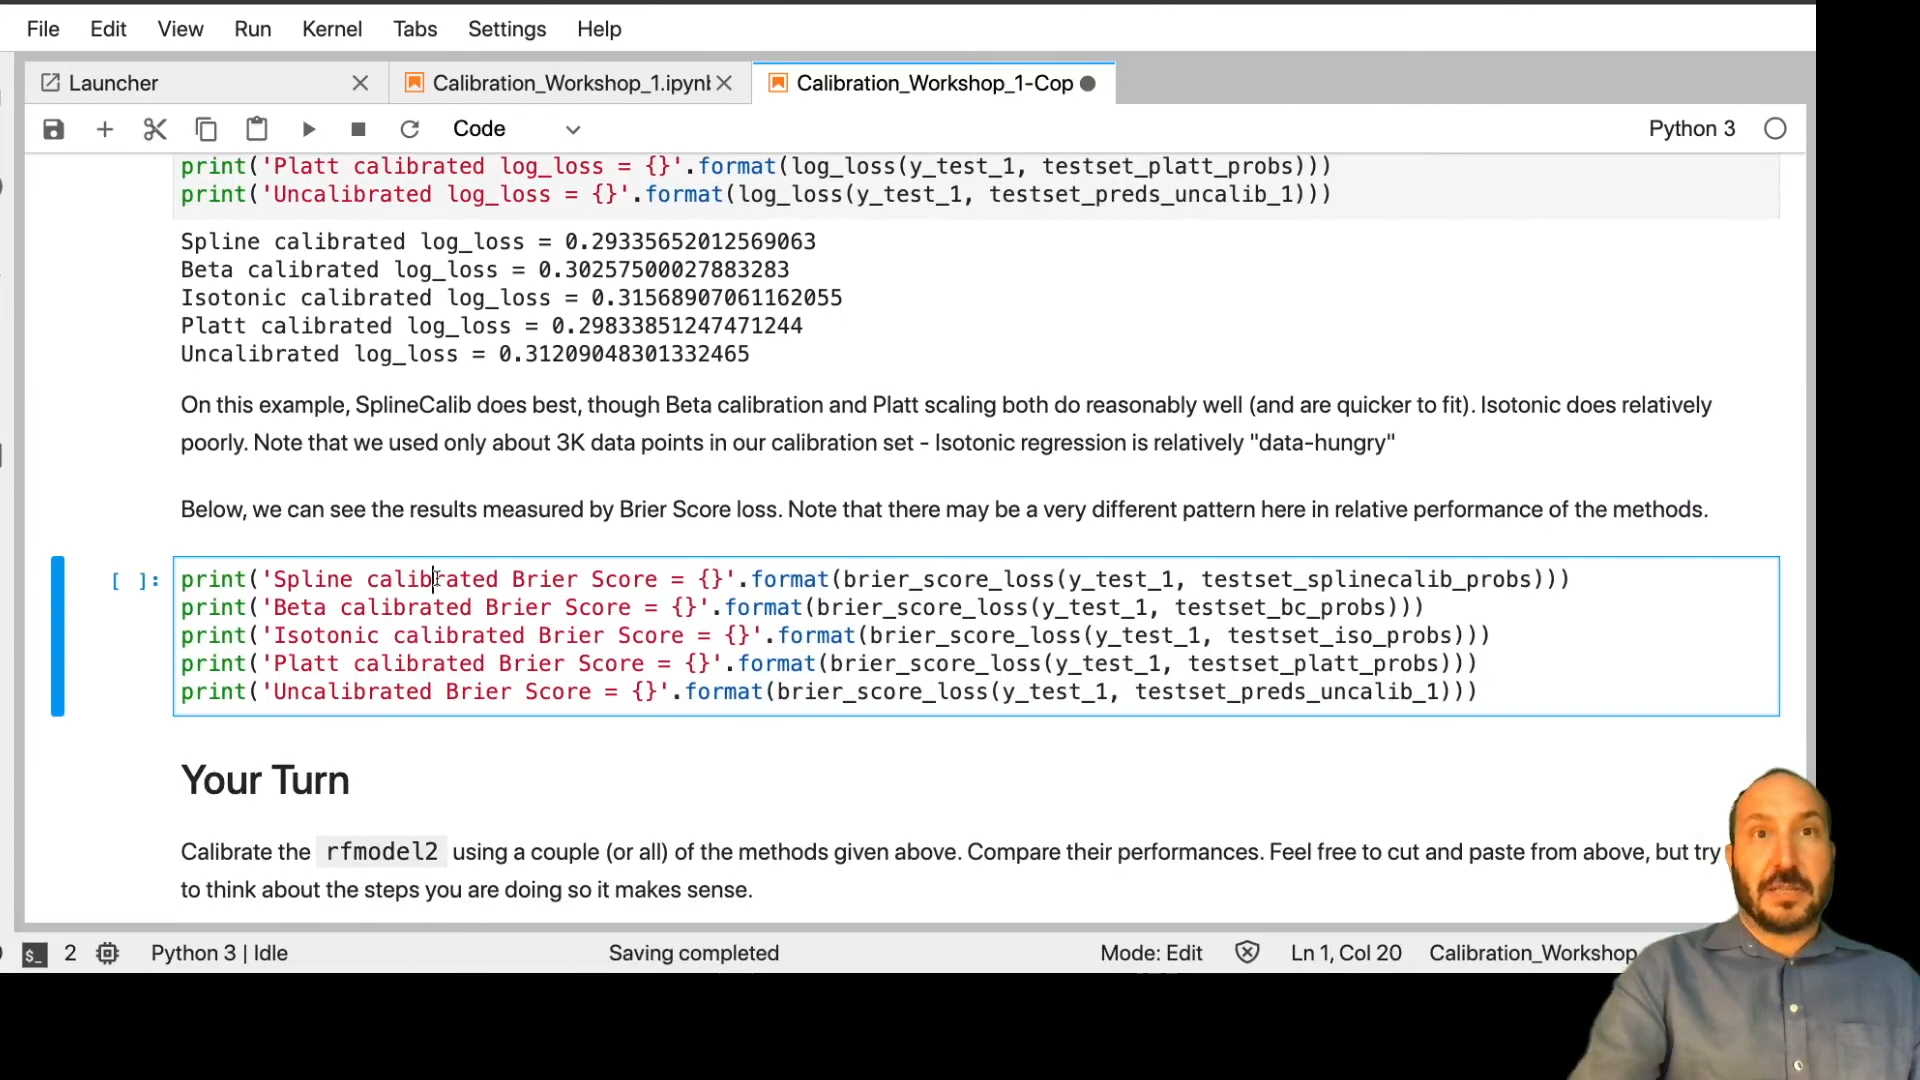 File Edit View Run Kernel Tabs Settings Help
Launcher Calibration_Workshop_1.ipynb Calibration_Workshop_1-Cop
Code Python 3
print('Platt calibrated log_loss = {}'.format(log_loss(y_test_1, testset_platt_probs)))
print('Uncalibrated log_loss = {}'.format(log_loss(y_test_1, testset_preds_uncalib_1)))
Spline calibrated log_loss = 0.29335652012569063
Beta calibrated log_loss = 0.30257500027883283
Isotonic calibrated log_loss = 0.31568907061162055
Platt calibrated log_loss = 0.29833851247471244
Uncalibrated log_loss = 0.31209048301332465
On this example, SplineCalib does best, though Beta calibration and Platt scaling both do reasonably well (and are quicker to fit). Isotonic does relatively
poorly. Note that we used only about 3K data points in our calibration set - Isotonic regression is relatively "data-hungry"
Below, we can see the results measured by Brier Score loss. Note that there may be a very different pattern here in relative performance of the methods.
[ ]: print('Spline calibrated Brier Score = {}'.format(brier_score_loss(y_test_1, testset_splinecalib_probs)))
print('Beta calibrated Brier Score = {}'.format(brier_score_loss(y_test_1, testset_bc_probs)))
print('Isotonic calibrated Brier Score = {}'.format(brier_score_loss(y_test_1, testset_iso_probs)))
print('Platt calibrated Brier Score = {}'.format(brier_score_loss(y_test_1, testset_platt_probs)))
print('Uncalibrated Brier Score = {}'.format(brier_score_loss(y_test_1, testset_preds_uncalib_1)))
Your Turn
Calibrate the rfmodel2 using a couple (or all) of the methods given above. Compare their performances. Feel free to cut and paste from above, but try
to think about the steps you are doing so it makes sense.
$_ 2 Python 3 | Idle Saving completed Mode: Edit Ln 1, Col 20 Calibration_Workshop